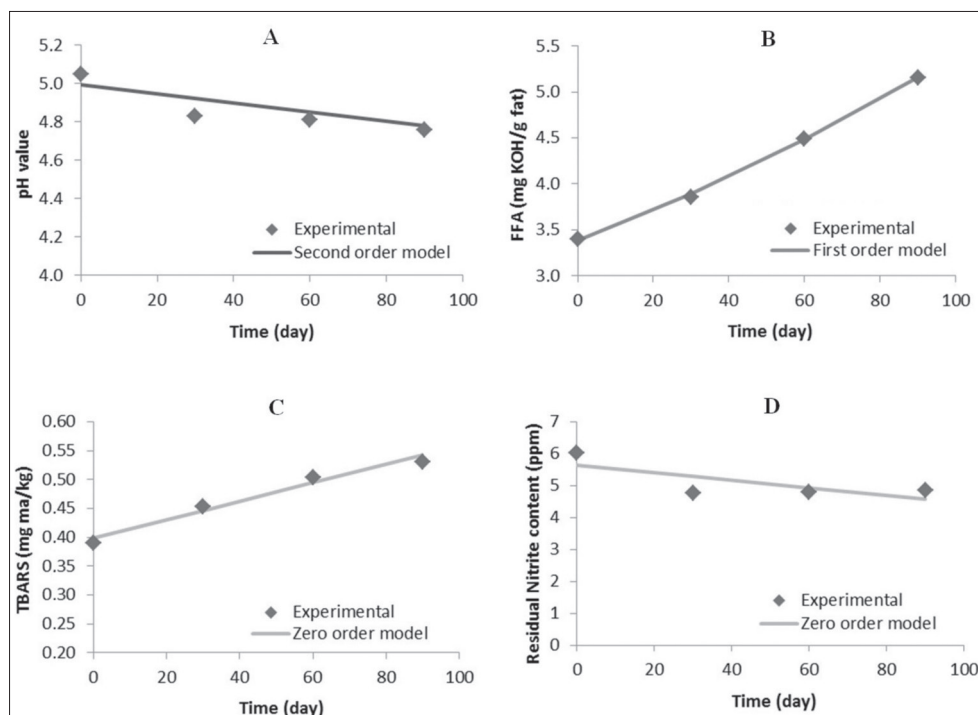 A
5.2
5.0
4.8
4.6
4.4
4.2
4.0
pH value
Experimental
Second order model
0 20 40 60 80 100
Time (day)
B
5.5
5.0
4.5
4.0
3.5
3.0
FFA (mg KOH/g fat)
Experimental
First order model
0 20 40 60 80 100
Time (day)
C
0.60
0.55
0.50
0.45
0.40
0.35
0.30
0.25
0.20
TBARS (mg ma/kg)
Experimental
Zero order model
0 20 40 60 80 100
Time (day)
D
7
6
5
4
3
2
1
0
Residual Nitrite content (ppm)
Experimental
Zero order model
0 20 40 60 80 100
Time (day)